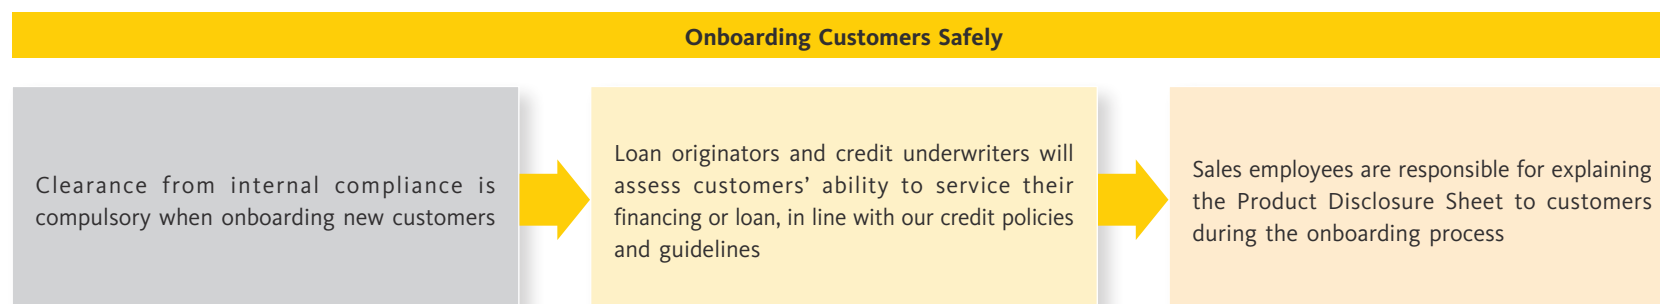 Onboarding Customers Safely
Clearance from internal compliance is
compulsory when onboarding new customers
Loan originators and credit underwriters will
assess customers’ ability to service their
financing or loan, in line with our credit policies
and guidelines
Sales employees are responsible for explaining
the Product Disclosure Sheet to customers
during the onboarding process